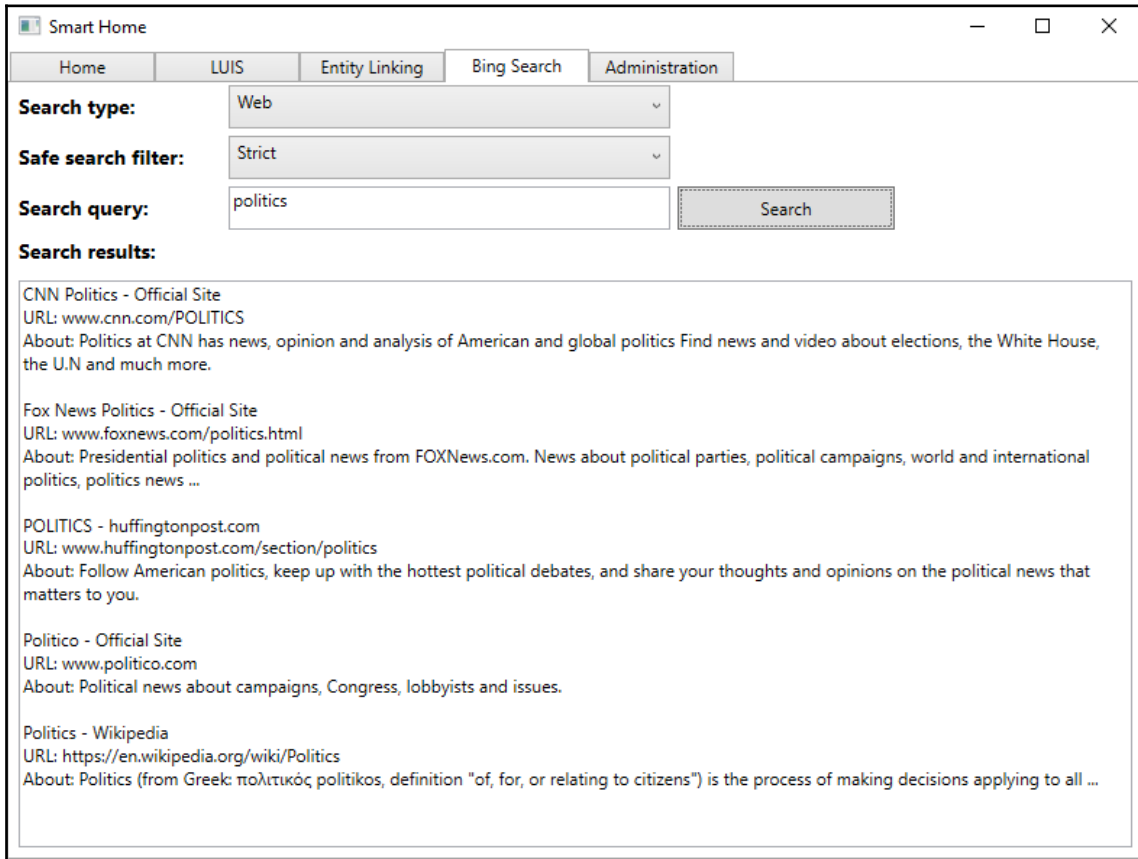 Smart Home
Home LUIS Entity Linking Bing Search Administration
Search type: Web
Safe search filter: Strict
Search query: politics Search
Search results:
CNN Politics - Official Site
URL: www.cnn.com/POLITICS
About: Politics at CNN has news, opinion and analysis of American and global politics Find news and video about elections, the White House,
the U.N and much more.
Fox News Politics - Official Site
URL: www.foxnews.com/politics.html
About: Presidential politics and political news from FOXNews.com. News about political parties, political campaigns, world and international
politics, politics news ...
POLITICS - huffingtonpost.com
URL: www.huffingtonpost.com/section/politics
About: Follow American politics, keep up with the hottest political debates, and share your thoughts and opinions on the political news that
matters to you.
Politico - Official Site
URL: www.politico.com
About: Political news about campaigns, Congress, lobbyists and issues.
Politics - Wikipedia
URL: https://en.wikipedia.org/wiki/Politics
About: Politics (from Greek: πολιτικός politikos, definition "of, for, or relating to citizens") is the process of making decisions applying to all ...